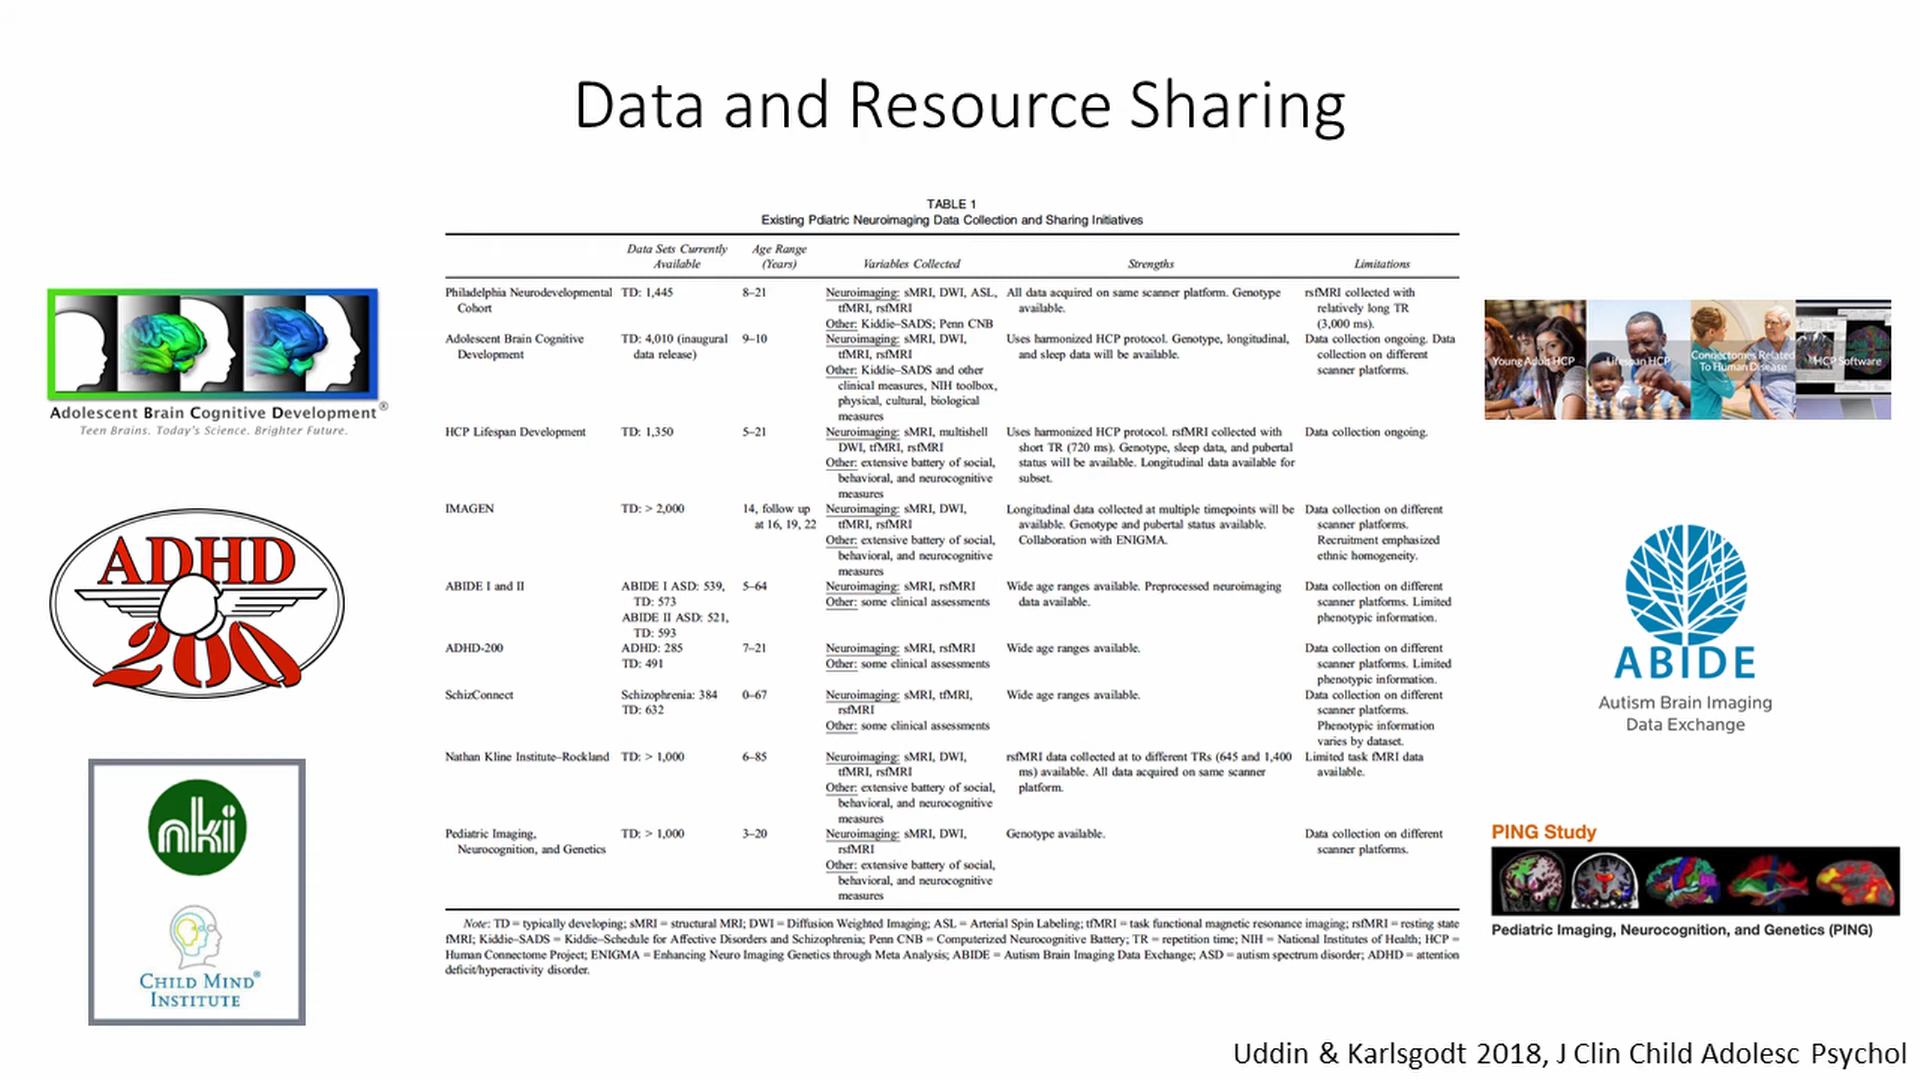 Data and Resource Sharing
TABLE 1
Existing Pdiatric Neuroimaging Data Collection and Sharing Initiatives
Data Sets Currently Available
Age Range (Years)
Variables Collected
Strengths
Limitations
Philadelphia Neurodevelopmental
Cohort
TD: 1,445
8–21
Neuroimaging: sMRI, DWI, ASL,
tfMRI, rsfMRI
Other: Kiddie–SADS; Penn CNB
All data acquired on same scanner platform. Genotype
available.
rsfMRI collected with
relatively long TR
(3,000 ms).
Adolescent Brain Cognitive
Development
TD: 4,010 (inaugural
data release)
9–10
Neuroimaging: sMRI, DWI,
tfMRI, rsfMRI
Other: Kiddie–SADS and other
clinical measures, NIH toolbox,
physical, cultural, biological
measures
Uses harmonized HCP protocol. Genotype, longitudinal,
and sleep data will be available.
Data collection ongoing. Data
collection on different
scanner platforms.
HCP Lifespan Development
TD: 1,350
5–21
Neuroimaging: sMRI, multishell
DWI, tfMRI, rsfMRI
Other: extensive battery of social,
behavioral, and neurocognitive
measures
Uses harmonized HCP protocol. rsfMRI collected with
short TR (720 ms). Genotype, sleep data, and pubertal
status will be available. Longitudinal data available for
subset.
Data collection ongoing.
IMAGEN
TD: > 2,000
14, follow up
at 16, 19, 22
Neuroimaging: sMRI, DWI,
tfMRI, rsfMRI
Other: extensive battery of social,
behavioral, and neurocognitive
measures
Longitudinal data collected at multiple timepoints will be
available. Genotype and pubertal status available.
Collaboration with ENIGMA.
Data collection on different
scanner platforms.
Recruitment emphasized
ethnic homogeneity.
ABIDE I and II
ABIDE I ASD: 539,
TD: 573
ABIDE II ASD: 521,
TD: 593
5–64
Neuroimaging: sMRI, rsfMRI
Other: some clinical assessments
Wide age ranges available. Preprocessed neuroimaging
data available.
Data collection on different
scanner platforms. Limited
phenotypic information.
ADHD-200
ADHD: 285
TD: 491
7–21
Neuroimaging: sMRI, rsfMRI
Other: some clinical assessments
Wide age ranges available.
Data collection on different
scanner platforms. Limited
phenotypic information.
SchizConnect
Schizophrenia: 384
TD: 632
0–67
Neuroimaging: sMRI, tfMRI,
rsfMRI
Other: some clinical assessments
Wide age ranges available.
Data collection on different
scanner platforms.
Phenotypic information
varies by dataset.
Nathan Kline Institute–Rockland
TD: > 1,000
6–85
Neuroimaging: sMRI, DWI,
tfMRI, rsfMRI
Other: extensive battery of social,
behavioral, and neurocognitive
measures
rsfMRI data collected at to different TRs (645 and 1,400
ms) available. All data acquired on same scanner
platform.
Limited task fMRI data
available.
Pediatric Imaging,
Neurocognition, and Genetics
TD: > 1,000
3–20
Neuroimaging: sMRI, DWI,
rsfMRI
Other: extensive battery of social,
behavioral, and neurocognitive
measures
Genotype available.
Data collection on different
scanner platforms.
Note: TD = typically developing; sMRI = structural MRI; DWI = Diffusion Weighted Imaging; ASL = Arterial Spin Labeling; tfMRI = task functional magnetic resonance imaging; rsfMRI = resting state
fMRI; Kiddie–SADS = Kiddie–Schedule for Affective Disorders and Schizophrenia; Penn CNB = Computerized Neurocognitive Battery; TR = repetition time; NIH = National Institutes of Health; HCP =
Human Connectome Project; ENIGMA = Enhancing Neuro Imaging Genetics through Meta Analysis; ABIDE = Autism Brain Imaging Data Exchange; ASD = autism spectrum disorder; ADHD = attention
deficit/hyperactivity disorder.
Adolescent Brain Cognitive Development®
Teen Brains. Today's Science. Brighter Future.
ADHD
200
nki
CHILD MIND®
INSTITUTE
Young Adult HCP
Lifespan HCP
Connectomes Related
To Human Disease
HCP Software
ABIDE
Autism Brain Imaging
Data Exchange
PING Study
Pediatric Imaging, Neurocognition, and Genetics (PING)
Uddin & Karlsgodt 2018, J Clin Child Adolesc Psychol